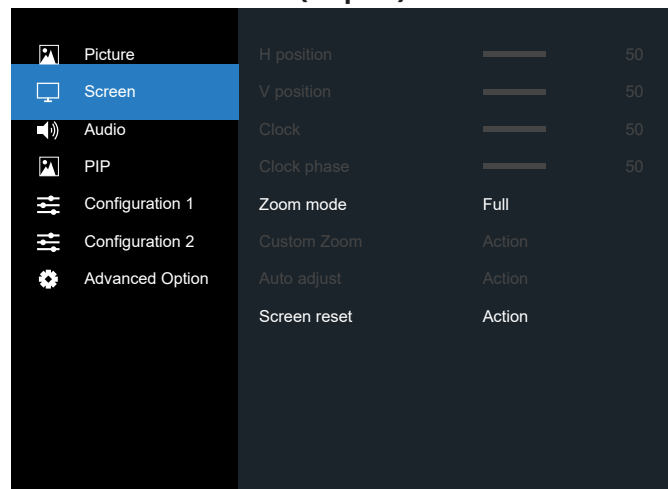 Picture
Screen
Audio
PIP
Configuration 1
Configuration 2
Advanced Option
H position 50
V position 50
Clock 50
Clock phase 50
Zoom mode Full
Custom Zoom Action
Auto adjust Action
Screen reset Action